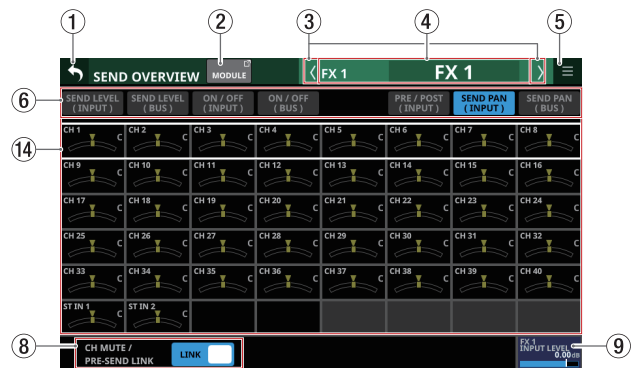 1 2 3 4 5
SEND OVERVIEW MODULE FX 1 FX 1
6
SEND LEVEL (INPUT) SEND LEVEL (BUS) ON / OFF (INPUT) ON / OFF (BUS) PRE / POST (INPUT) SEND PAN (INPUT) SEND PAN (BUS)
14
CH 1 C CH 2 C CH 3 C CH 4 C CH 5 C CH 6 C CH 7 C CH 8 C
CH 9 C CH 10 C CH 11 C CH 12 C CH 13 C CH 14 C CH 15 C CH 16 C
CH 17 C CH 18 C CH 19 C CH 20 C CH 21 C CH 22 C CH 23 C CH 24 C
CH 25 C CH 26 C CH 27 C CH 28 C CH 29 C CH 30 C CH 31 C CH 32 C
CH 33 C CH 34 C CH 35 C CH 36 C CH 37 C CH 38 C CH 39 C CH 40 C
ST IN 1 C ST IN 2 C
8
CH MUTE /
PRE-SEND LINK
LINK
FX 1
INPUT LEVEL
0.00dB
9